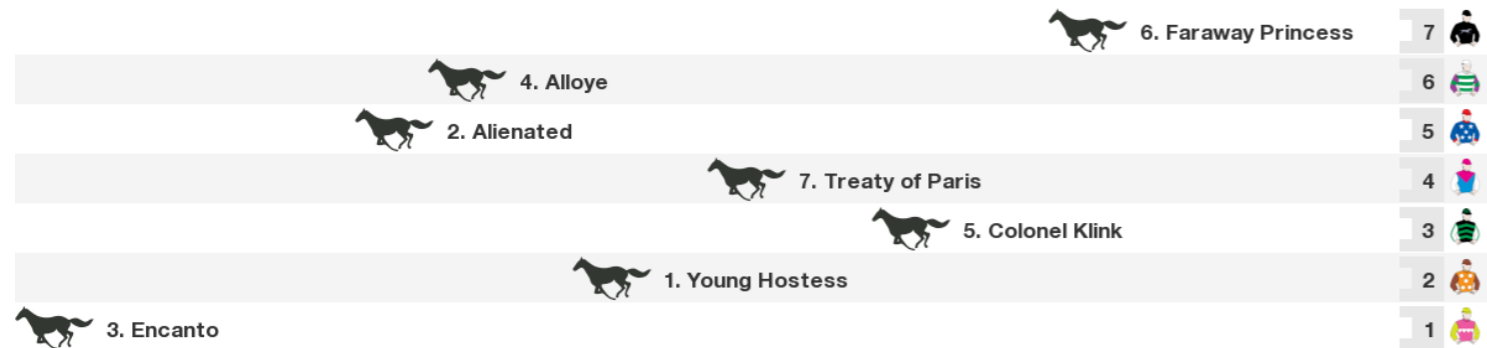 6. Faraway Princess 7
4. Alloye 6
2. Alienated 5
7. Treaty of Paris 4
5. Colonel Klink 3
1. Young Hostess 2
3. Encanto 1